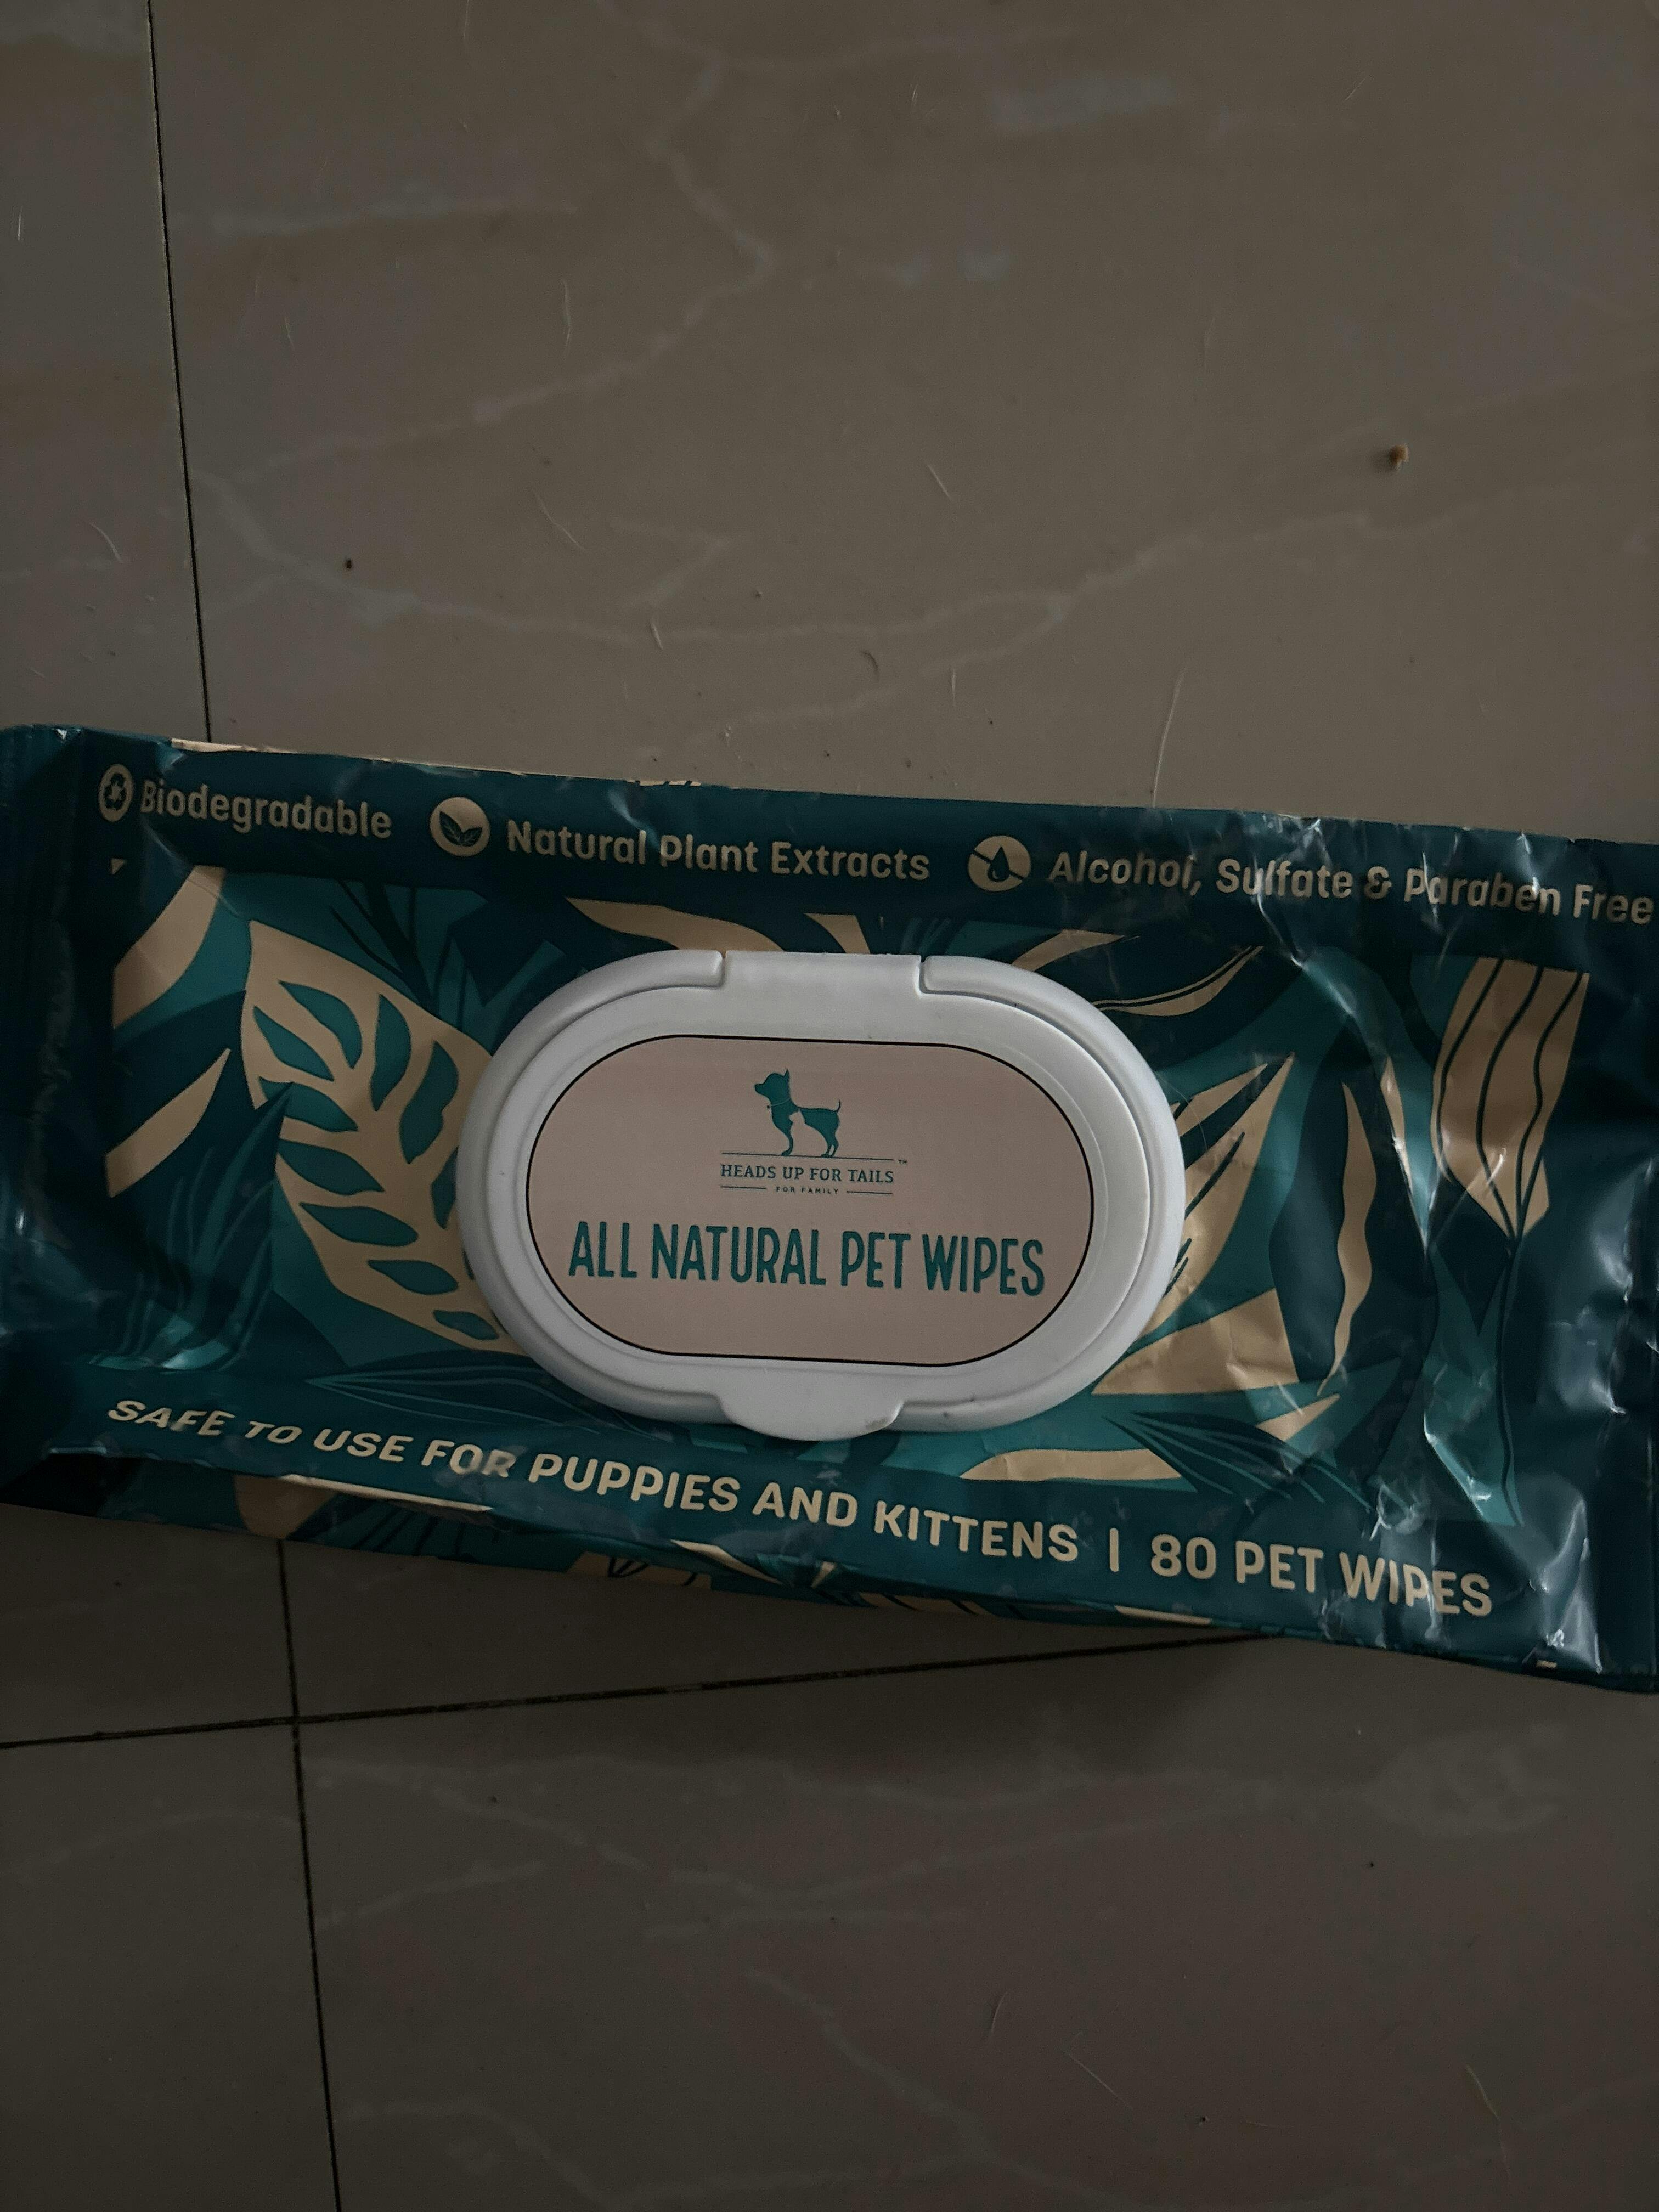 Biodegradable Natural Plant Extracts Alcohol, Sulfate & Paraben Free
HEADS UP FOR TAILS™
FOR FAMILY
ALL NATURAL PET WIPES
SAFE TO USE FOR PUPPIES AND KITTENS | 80 PET WIPES